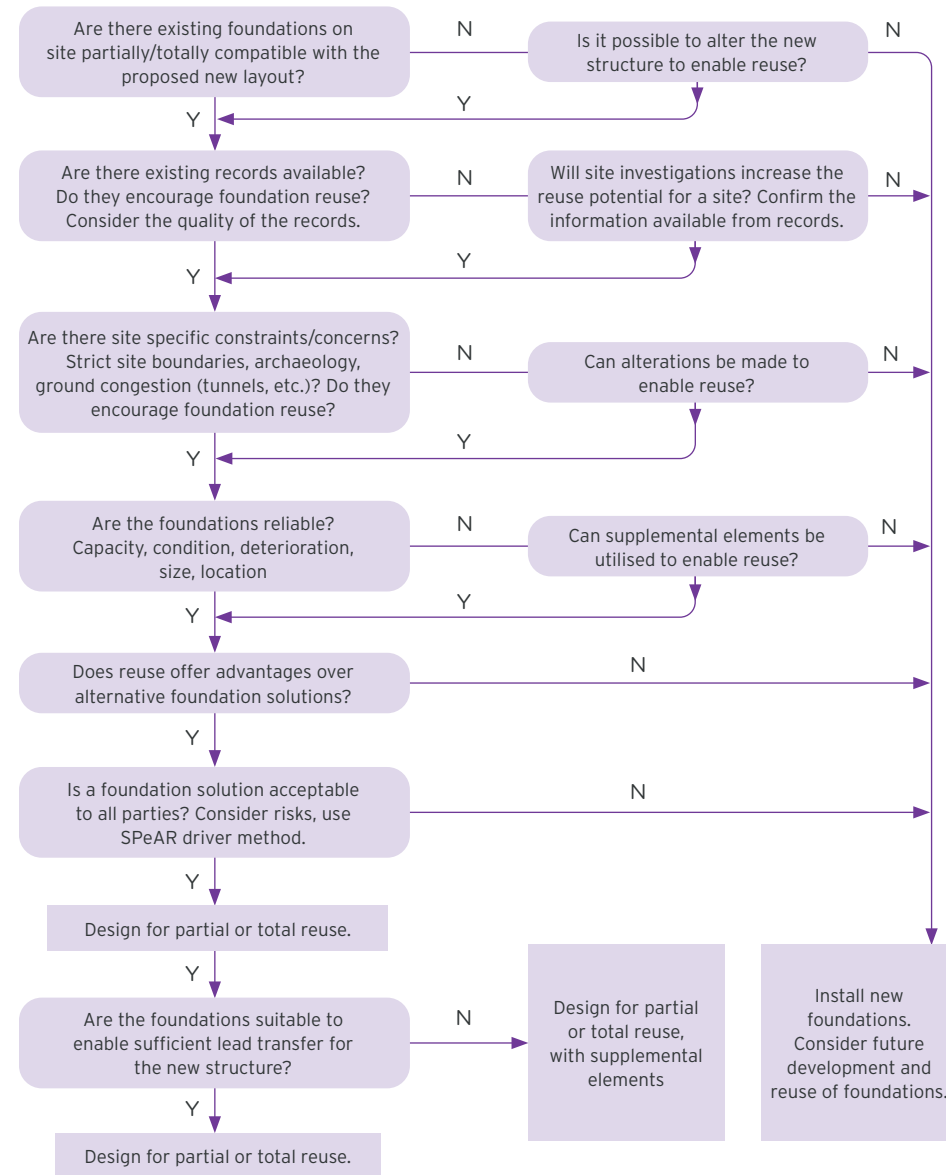 Are there existing foundations on
site partially/totally compatible with the
proposed new layout?
N
Is it possible to alter the new
structure to enable reuse?
N
Y
Y
Are there existing records available?
Do they encourage foundation reuse?
Consider the quality of the records.
N
Will site investigations increase the
reuse potential for a site? Confirm the
information available from records.
N
Y
Y
Are there site specific constraints/concerns?
Strict site boundaries, archaeology,
ground congestion (tunnels, etc.)? Do they
encourage foundation reuse?
N
Can alterations be made to
enable reuse?
N
Y
Y
Are the foundations reliable?
Capacity, condition, deterioration,
size, location
N
Can supplemental elements be
utilised to enable reuse?
N
Y
Y
Does reuse offer advantages over
alternative foundation solutions?
N
Y
Is a foundation solution acceptable
to all parties? Consider risks, use
SPeAR driver method.
N
Y
Design for partial or total reuse.
Y
Are the foundations suitable to
enable sufficient lead transfer for
the new structure?
N
Design for partial
or total reuse,
with supplemental
elements
Install new
foundations.
Consider future
development and
reuse of foundations.
Y
Design for partial or total reuse.